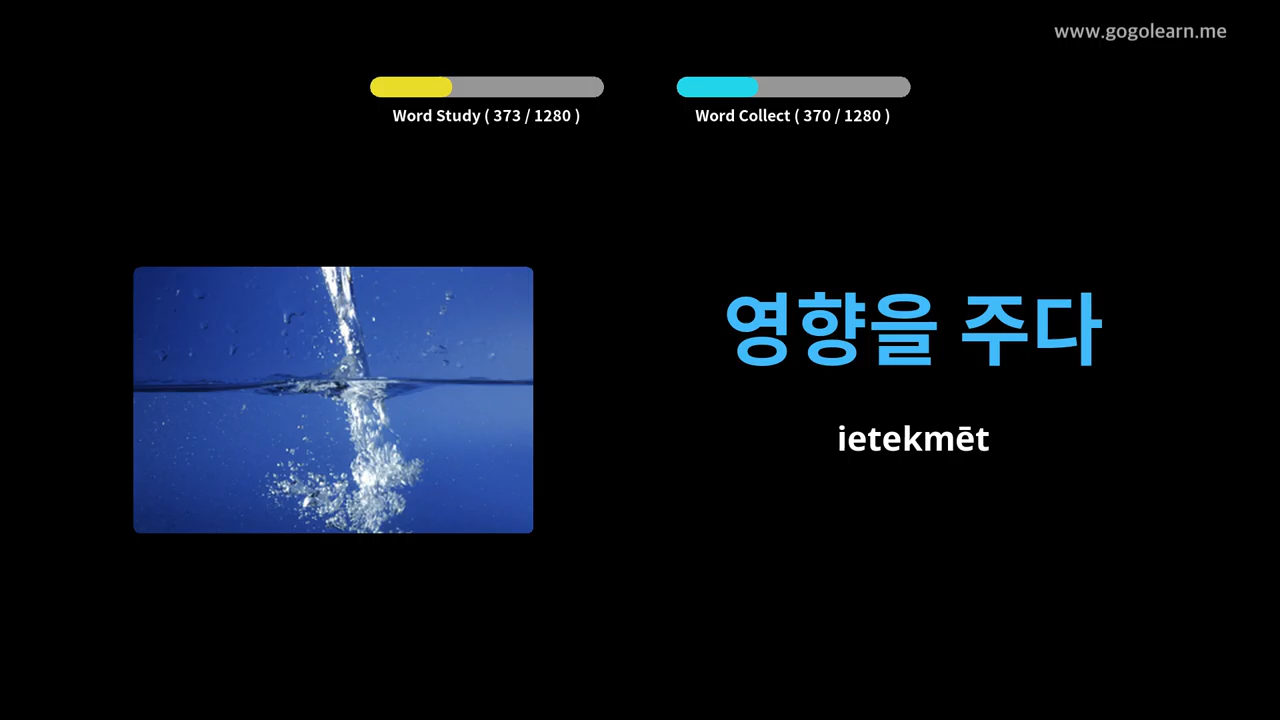 www.gogolearn.me
Word Study ( 373 / 1280 )
Word Collect ( 370 / 1280 )
영향을 주다
ietekmēt